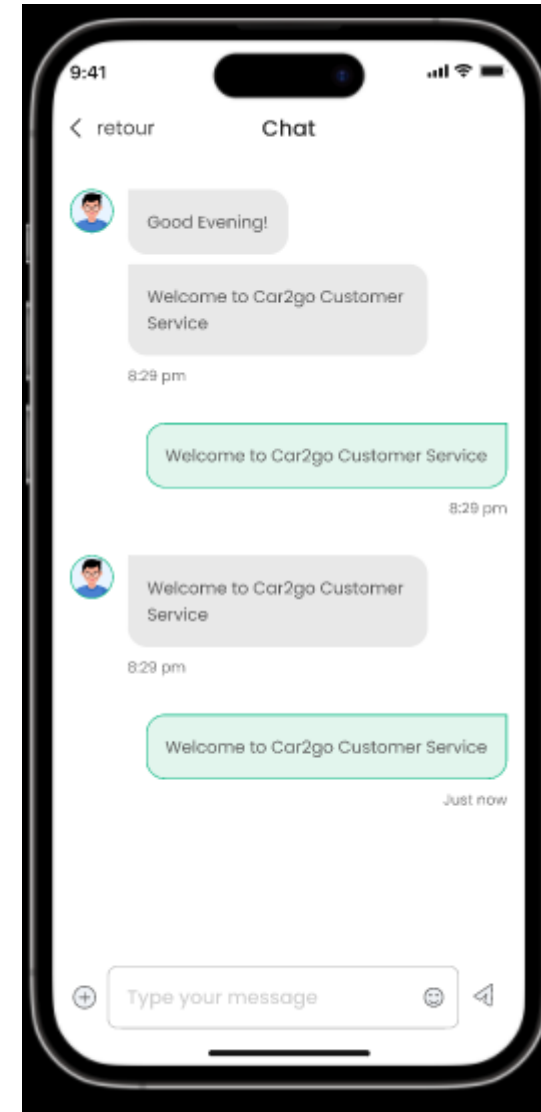 9:41
retour
Chat
Good Evening!
Welcome to Car2go Customer
Service
8:29 pm
Welcome to Car2go Customer Service
8:29 pm
Welcome to Car2go Customer
Service
8:29 pm
Welcome to Car2go Customer Service
Just now
Type your message